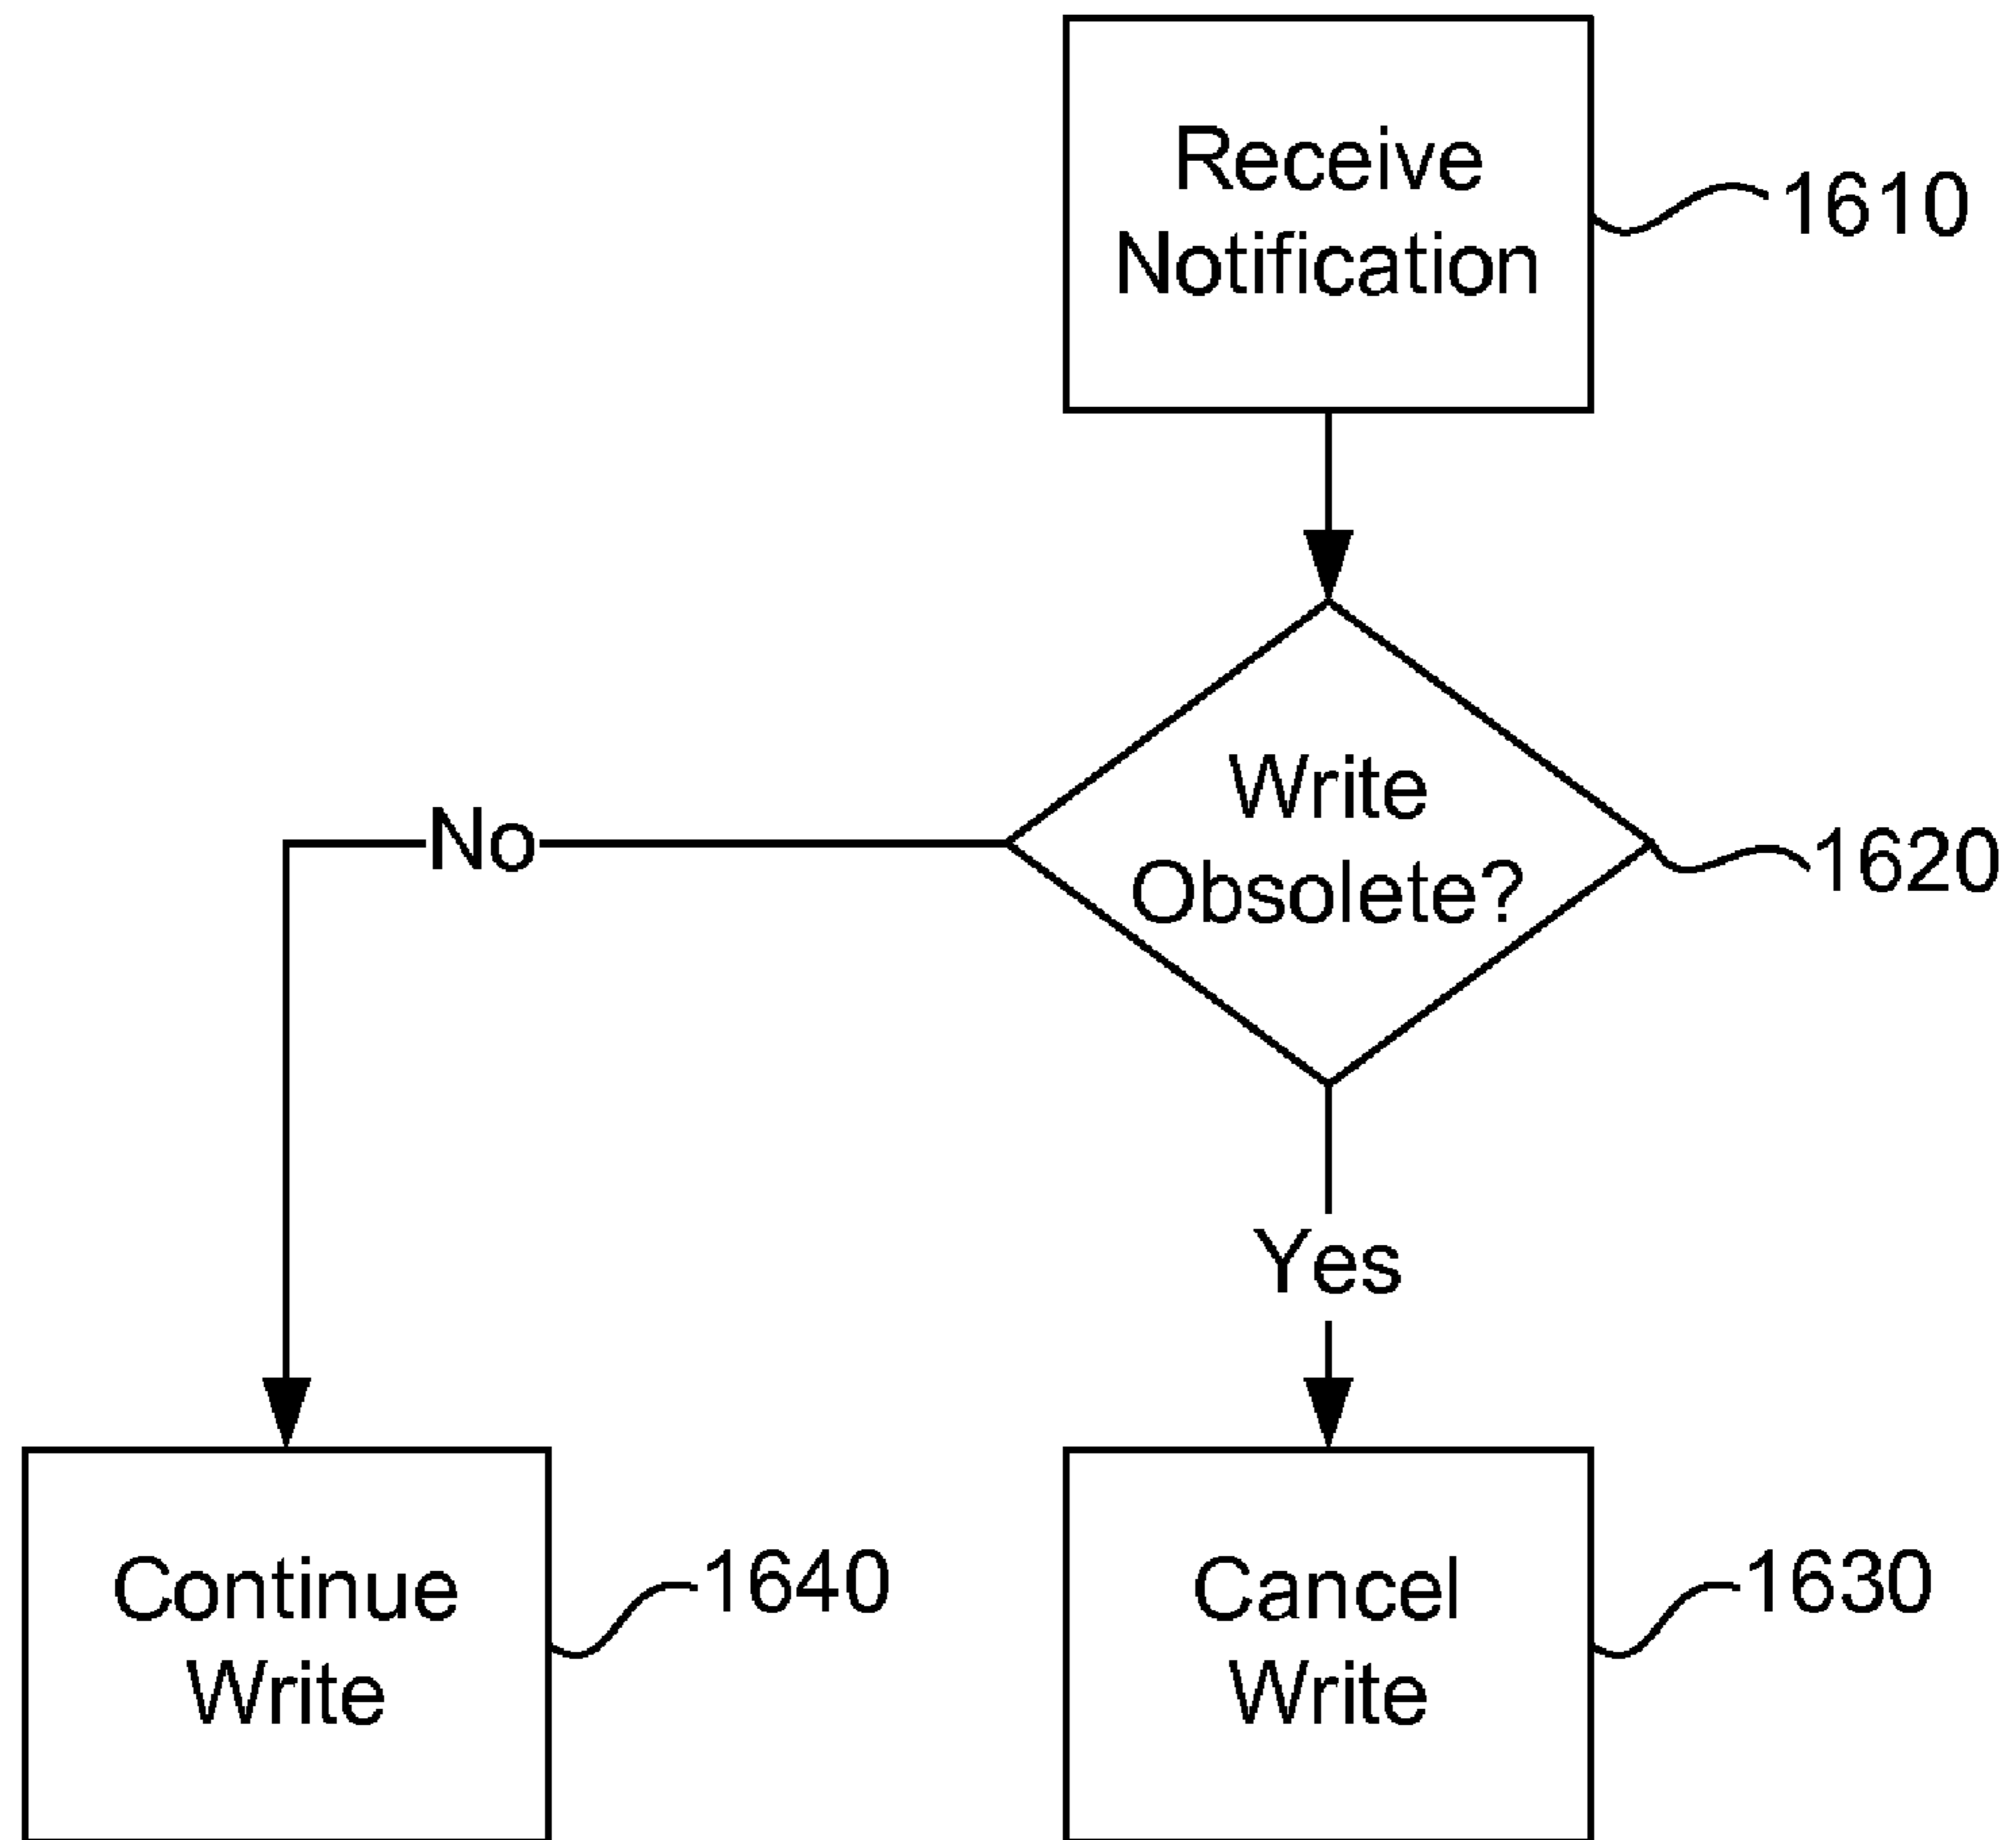 Receive
Notification
1610
Write
Obsolete?
1620
No
Yes
Continue
Write
1640
Cancel
Write
1630